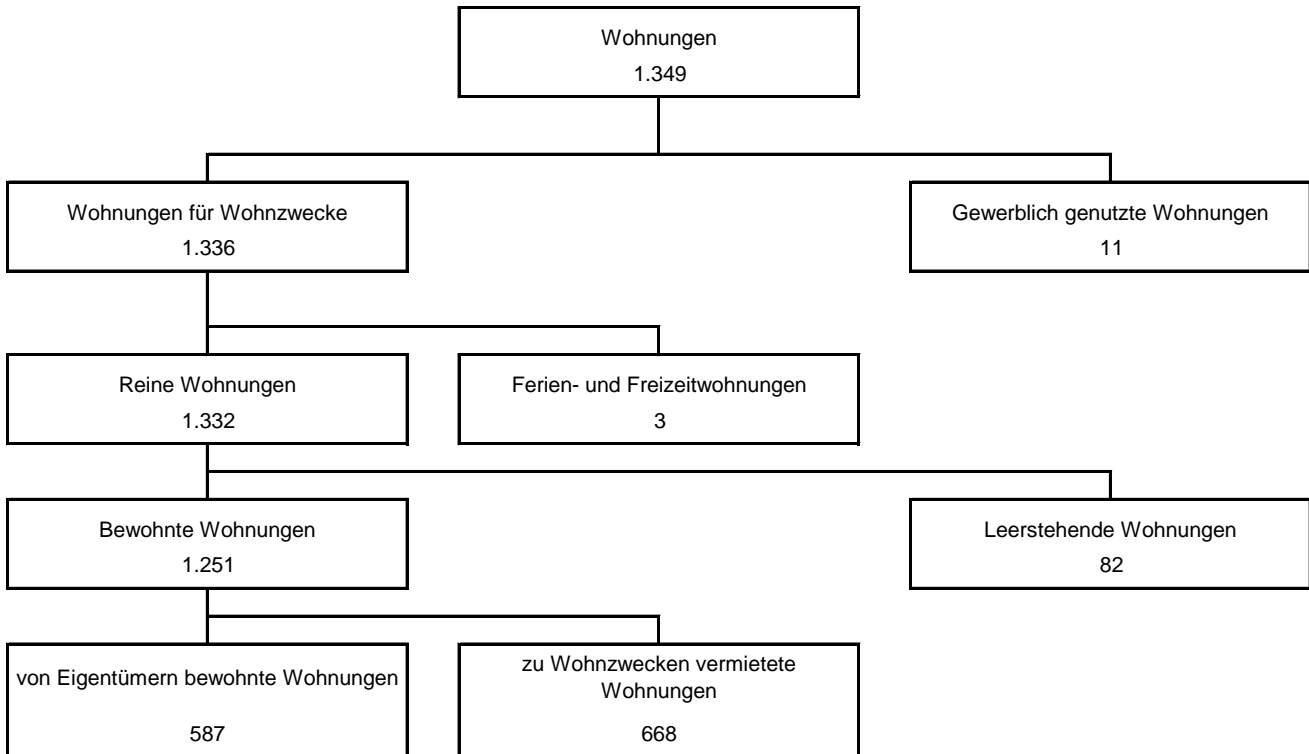 Wohnungen
1.349
Wohnungen für Wohnzwecke
1.336
Gewerblich genutzte Wohnungen
11
Reine Wohnungen
1.332
Ferien- und Freizeitwohnungen
3
Bewohnte Wohnungen
1.251
Leerstehende Wohnungen
82
von Eigentümern bewohnte Wohnungen
587
zu Wohnzwecken vermietete
Wohnungen
668